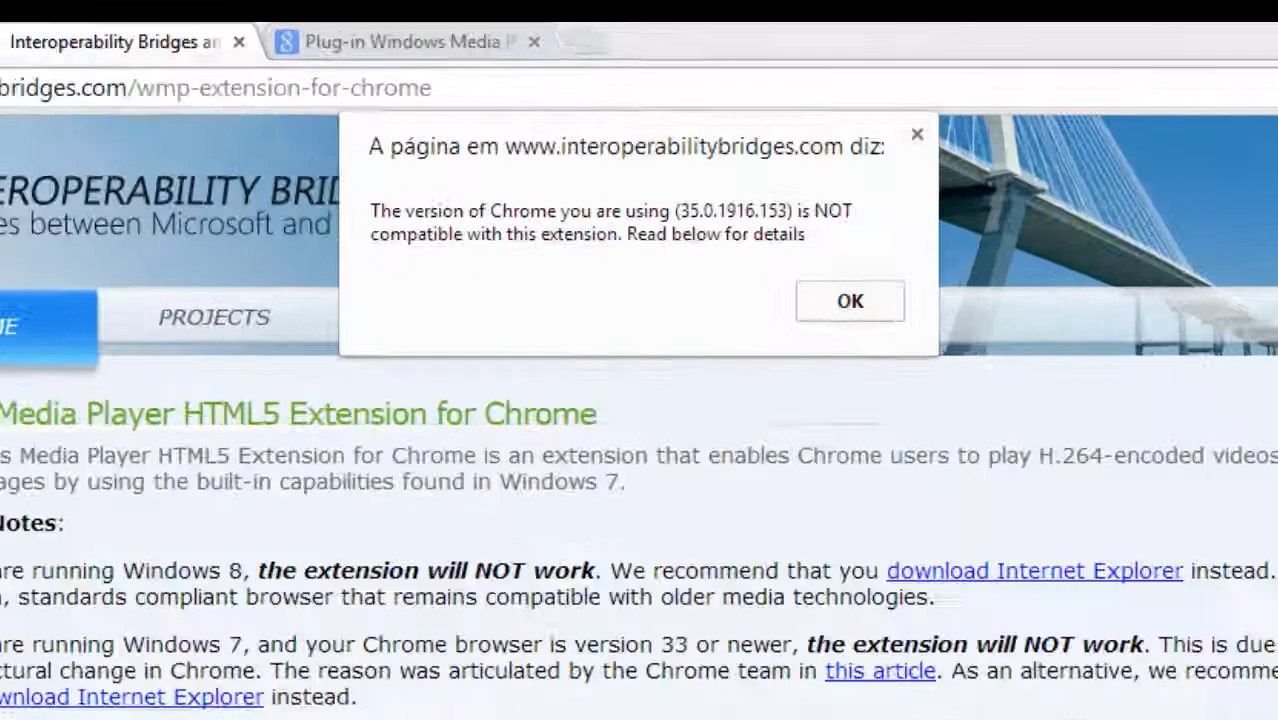 Interoperability Bridges an
Plug-in Windows Media P
bridges.com/wmp-extension-for-chrome
A página em www.interoperabilitybridges.com diz:
EROPERABILITY BRI
es between Microsoft and
The version of Chrome you are using (35.0.1916.153) is NOT
compatible with this extension. Read below for details
OK
ME
PROJECTS
Media Player HTML5 Extension for Chrome
s Media Player HTML5 Extension for Chrome is an extension that enables Chrome users to play H.264-encoded videos
ages by using the built-in capabilities found in Windows 7.
Notes:
are running Windows 8, the extension will NOT work. We recommend that you download Internet Explorer instead.
, standards compliant browser that remains compatible with older media technologies.
are running Windows 7, and your Chrome browser is version 33 or newer, the extension will NOT work. This is due
ctural change in Chrome. The reason was articulated by the Chrome team in this article. As an alternative, we recomme
wnload Internet Explorer instead.